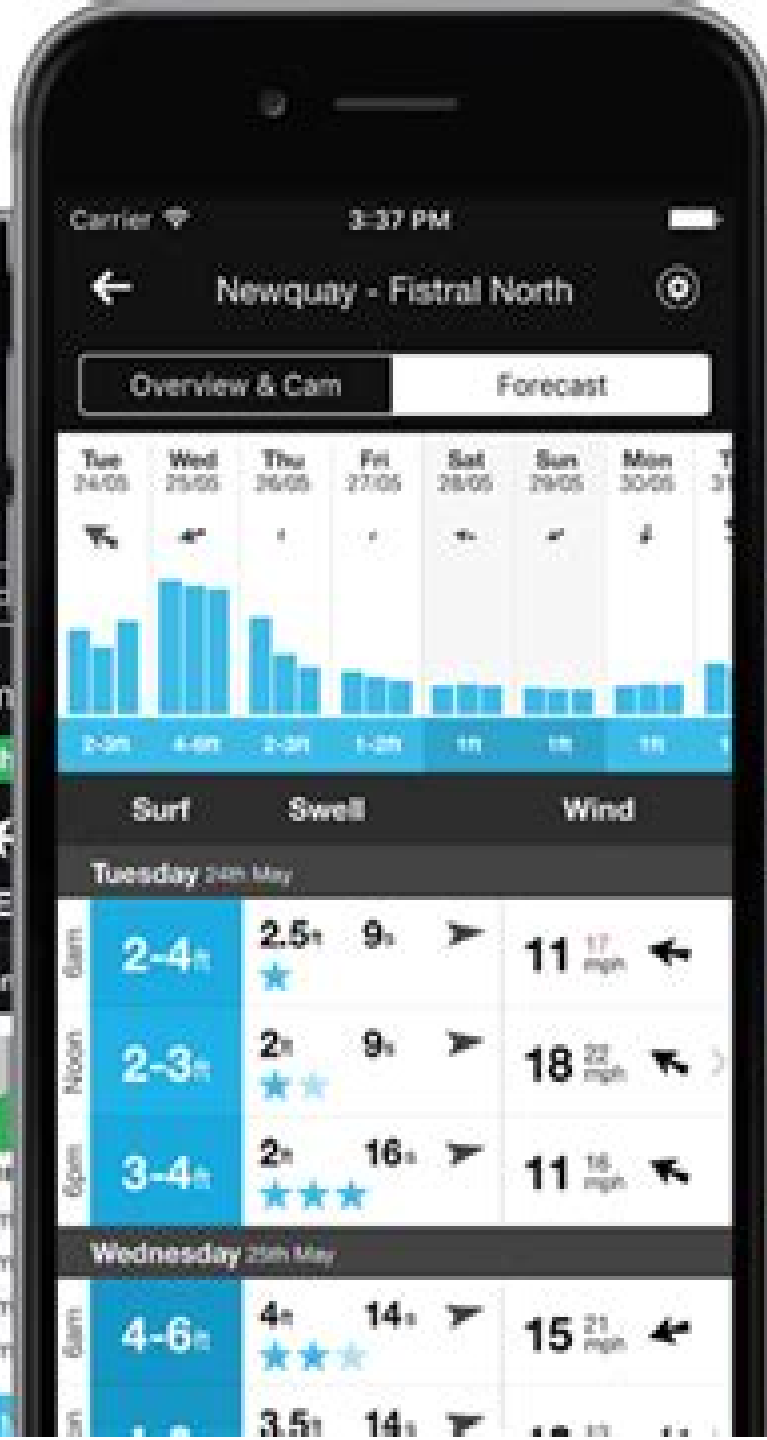 Carrier 3:37 PM
Newquay - Fistral North
Overview & Cam Forecast
Tue Wed Thu Fri Sat Sun Mon
24/05 25/05 26/05 27/05 28/05 29/05 30/05 31
2-3ft 4-6ft 2-3ft 1-2ft 1ft 1ft 1ft
Surf Swell Wind
Tuesday 24th May
6am 2-4ft 2.5ft 9s 11 17 mph
Noon 2-3ft 2ft 9s 18 22 mph
6pm 3-4ft 2ft 16s 11 16 mph
Wednesday 25th May
6am 4-6ft 4ft 14s 15 21 mph
3.5ft 14s